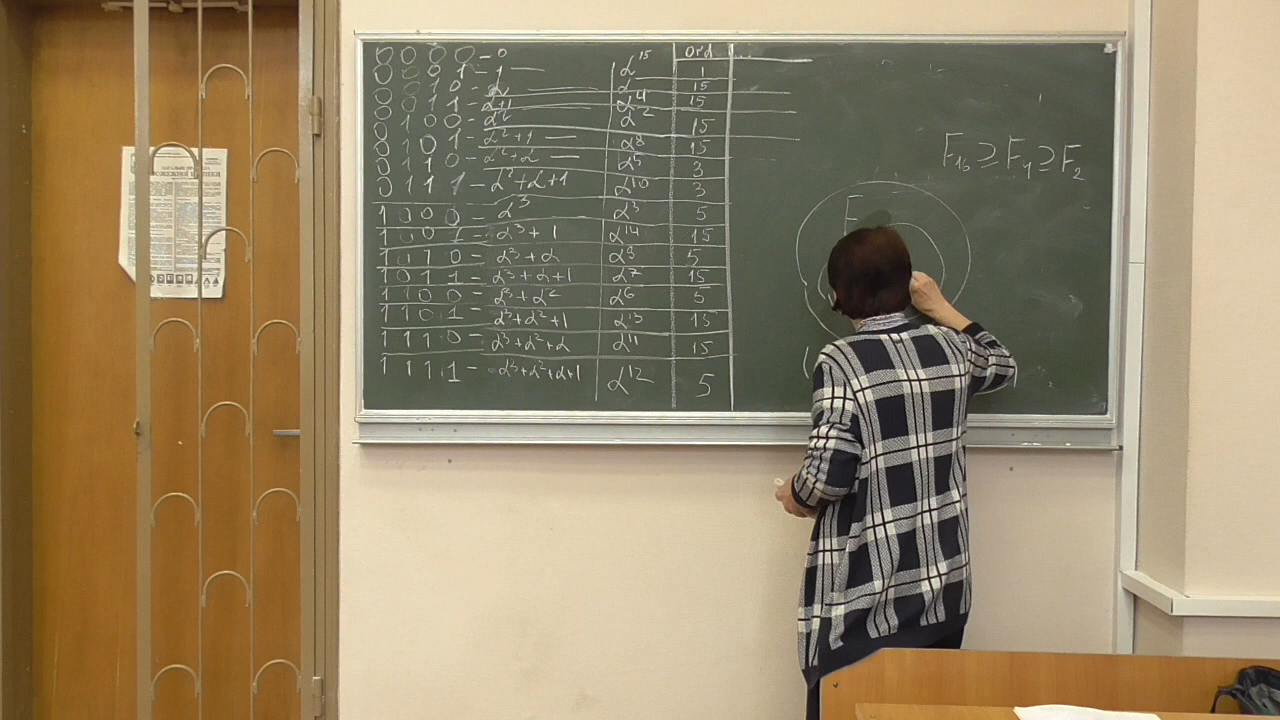 Ord
0 0 0 0 – 0
0 0 0 1 – 1 α¹⁵ 1
0 0 1 0 – α α 15
0 0 1 1 – α+1 α⁴ 15
0 1 0 0 – α² α² 15
0 1 0 1 – α²+1 α⁸ 15
0 1 1 0 – α²+α α⁵ 3
0 1 1 1 – α²+α+1 α¹⁰ 3
1 0 0 0 – α³ α³ 5
1 0 0 1 – α³+1 α¹⁴ 15
1 0 1 0 – α³+α α⁹ 5
1 0 1 1 – α³+α+1 α⁷ 15
1 1 0 0 – α³+α² α⁶ 5
1 1 0 1 – α³+α²+1 α¹³ 15
1 1 1 0 – α³+α²+α α¹¹ 15
1 1 1 1 – α³+α²+α+1 α¹² 5
F₁₆ ⊇ F₄ ⊇ F₂
F